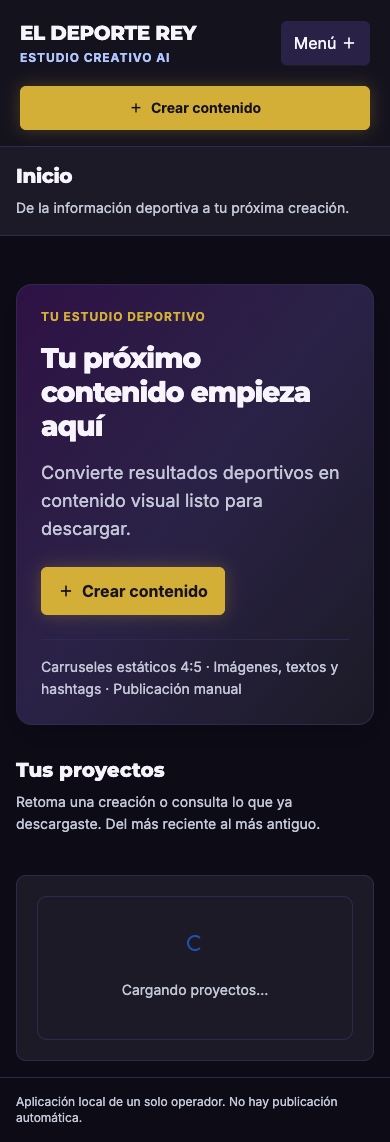 EL DEPORTE REY
ESTUDIO CREATIVO AI
Menú +
+ Crear contenido
Inicio
De la información deportiva a tu próxima creación.
TU ESTUDIO DEPORTIVO
Tu próximo
contenido empieza
aquí
Convierte resultados deportivos en
contenido visual listo para
descargar.
+ Crear contenido
Carruseles estáticos 4:5 · Imágenes, textos y
hashtags · Publicación manual
Tus proyectos
Retoma una creación o consulta lo que ya
descargaste. Del más reciente al más antiguo.
Cargando proyectos...
Aplicación local de un solo operador. No hay publicación
automática.